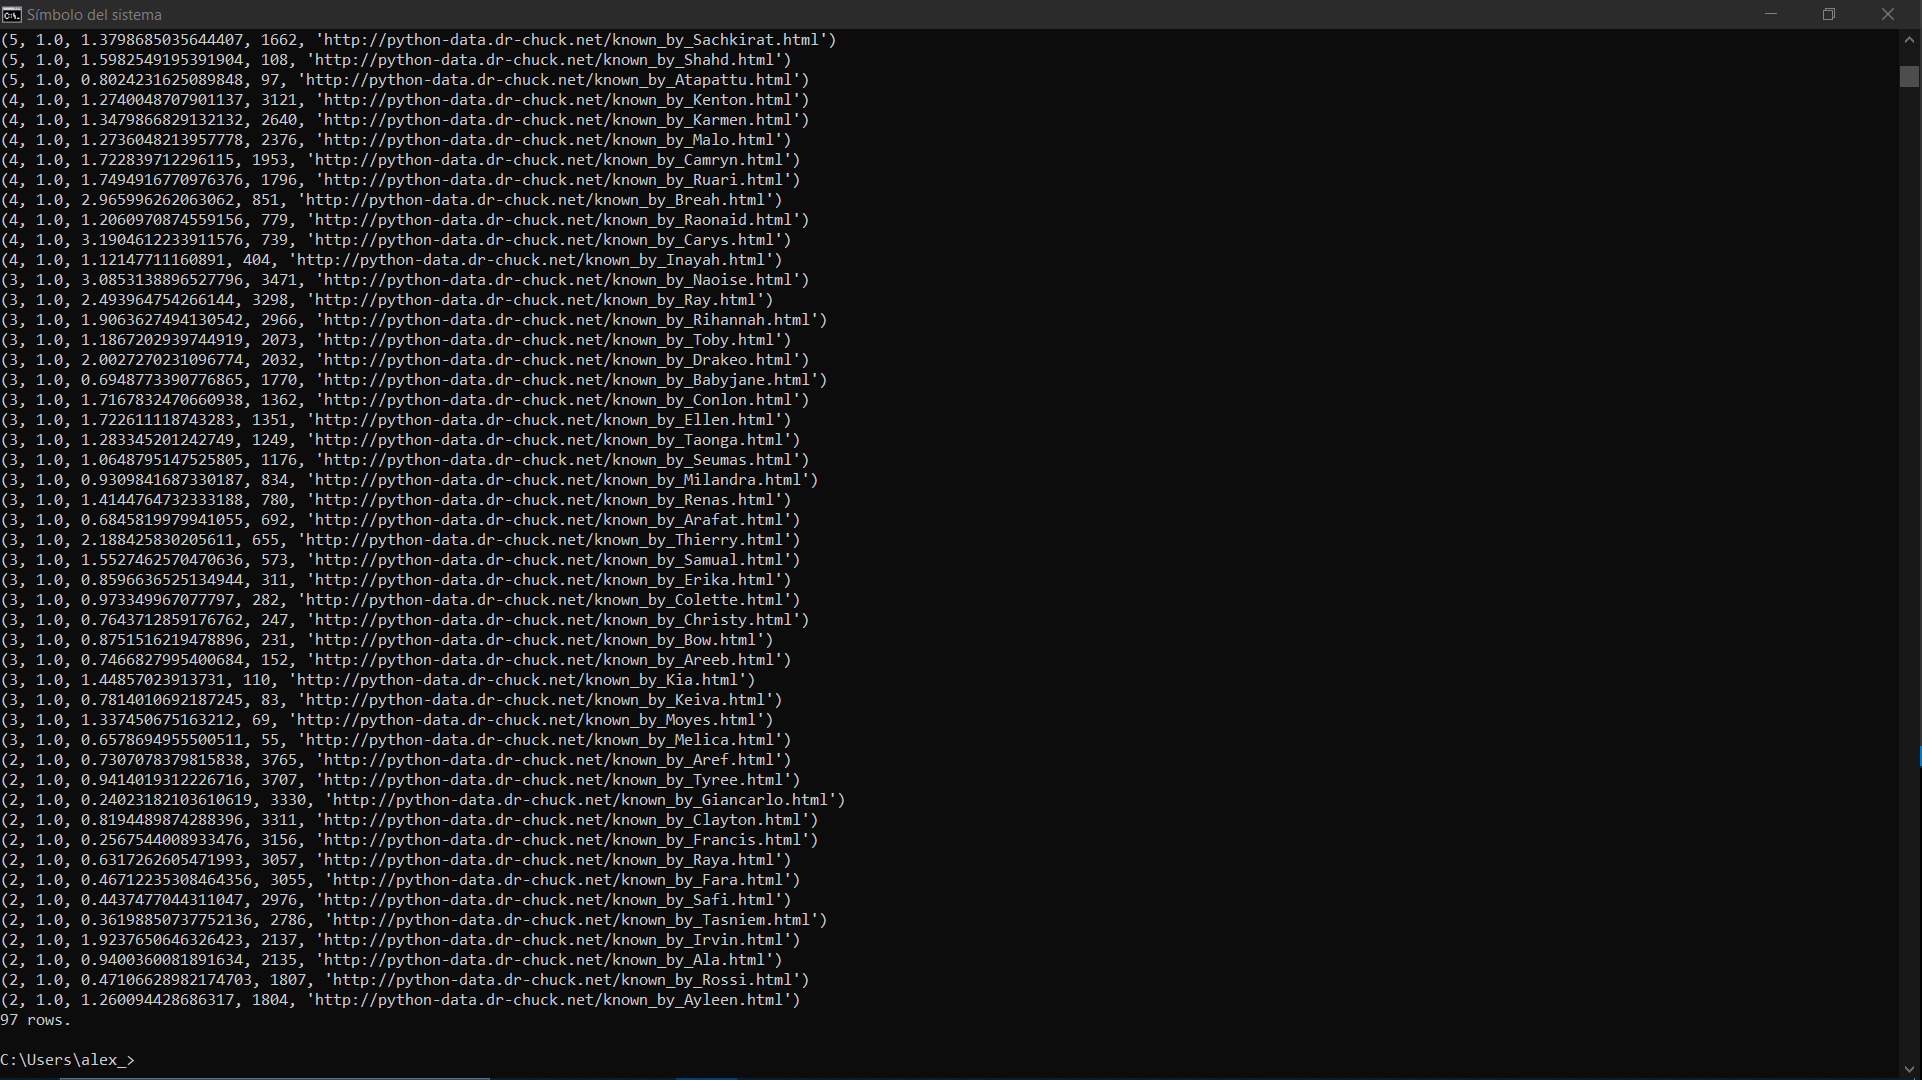 Símbolo del sistema
(5, 1.0, 1.3798685035644407, 1662, 'http://python-data.dr-chuck.net/known_by_Sachkirat.html')
(5, 1.0, 1.5982549195391904, 108, 'http://python-data.dr-chuck.net/known_by_Shahd.html')
(5, 1.0, 0.8024231625089848, 97, 'http://python-data.dr-chuck.net/known_by_Atapattu.html')
(4, 1.0, 1.2740048707901137, 3121, 'http://python-data.dr-chuck.net/known_by_Kenton.html')
(4, 1.0, 1.3479866829132132, 2640, 'http://python-data.dr-chuck.net/known_by_Karmen.html')
(4, 1.0, 1.2736048213957778, 2376, 'http://python-data.dr-chuck.net/known_by_Malo.html')
(4, 1.0, 1.722839712296115, 1953, 'http://python-data.dr-chuck.net/known_by_Camryn.html')
(4, 1.0, 1.7494916770976376, 1796, 'http://python-data.dr-chuck.net/known_by_Ruari.html')
(4, 1.0, 2.965996262063062, 851, 'http://python-data.dr-chuck.net/known_by_Breah.html')
(4, 1.0, 1.2060970874559156, 779, 'http://python-data.dr-chuck.net/known_by_Raonaid.html')
(4, 1.0, 3.1904612233911576, 739, 'http://python-data.dr-chuck.net/known_by_Carys.html')
(4, 1.0, 1.12147711160891, 404, 'http://python-data.dr-chuck.net/known_by_Inayah.html')
(3, 1.0, 3.0853138896527796, 3471, 'http://python-data.dr-chuck.net/known_by_Naoise.html')
(3, 1.0, 2.493964754266144, 3298, 'http://python-data.dr-chuck.net/known_by_Ray.html')
(3, 1.0, 1.9063627494130542, 2966, 'http://python-data.dr-chuck.net/known_by_Rihannah.html')
(3, 1.0, 1.1867202939744919, 2073, 'http://python-data.dr-chuck.net/known_by_Toby.html')
(3, 1.0, 2.0027270231096774, 2032, 'http://python-data.dr-chuck.net/known_by_Drakeo.html')
(3, 1.0, 0.6948773390776865, 1770, 'http://python-data.dr-chuck.net/known_by_Babyjane.html')
(3, 1.0, 1.7167832470660938, 1362, 'http://python-data.dr-chuck.net/known_by_Conlon.html')
(3, 1.0, 1.722611118743283, 1351, 'http://python-data.dr-chuck.net/known_by_Ellen.html')
(3, 1.0, 1.283345201242749, 1249, 'http://python-data.dr-chuck.net/known_by_Taonga.html')
(3, 1.0, 1.0648795147525805, 1176, 'http://python-data.dr-chuck.net/known_by_Seumas.html')
(3, 1.0, 0.9309841687330187, 834, 'http://python-data.dr-chuck.net/known_by_Milandra.html')
(3, 1.0, 1.4144764732333188, 780, 'http://python-data.dr-chuck.net/known_by_Renas.html')
(3, 1.0, 0.6845819979941055, 692, 'http://python-data.dr-chuck.net/known_by_Arafat.html')
(3, 1.0, 2.188425830205611, 655, 'http://python-data.dr-chuck.net/known_by_Thierry.html')
(3, 1.0, 1.5527462570470636, 573, 'http://python-data.dr-chuck.net/known_by_Samual.html')
(3, 1.0, 0.8596636525134944, 311, 'http://python-data.dr-chuck.net/known_by_Erika.html')
(3, 1.0, 0.973349967077797, 282, 'http://python-data.dr-chuck.net/known_by_Colette.html')
(3, 1.0, 0.7643712859176762, 247, 'http://python-data.dr-chuck.net/known_by_Christy.html')
(3, 1.0, 0.8751516219478896, 231, 'http://python-data.dr-chuck.net/known_by_Bow.html')
(3, 1.0, 0.7466827995400684, 152, 'http://python-data.dr-chuck.net/known_by_Areeb.html')
(3, 1.0, 1.44857023913731, 110, 'http://python-data.dr-chuck.net/known_by_Kia.html')
(3, 1.0, 0.7814010692187245, 83, 'http://python-data.dr-chuck.net/known_by_Keiva.html')
(3, 1.0, 1.337450675163212, 69, 'http://python-data.dr-chuck.net/known_by_Moyes.html')
(3, 1.0, 0.6578694955500511, 55, 'http://python-data.dr-chuck.net/known_by_Melica.html')
(2, 1.0, 0.7307078379815838, 3765, 'http://python-data.dr-chuck.net/known_by_Aref.html')
(2, 1.0, 0.9414019312226716, 3707, 'http://python-data.dr-chuck.net/known_by_Tyree.html')
(2, 1.0, 0.24023182103610619, 3330, 'http://python-data.dr-chuck.net/known_by_Giancarlo.html')
(2, 1.0, 0.8194489874288396, 3311, 'http://python-data.dr-chuck.net/known_by_Clayton.html')
(2, 1.0, 0.2567544008933476, 3156, 'http://python-data.dr-chuck.net/known_by_Francis.html')
(2, 1.0, 0.6317262605471993, 3057, 'http://python-data.dr-chuck.net/known_by_Raya.html')
(2, 1.0, 0.46712235308464356, 3055, 'http://python-data.dr-chuck.net/known_by_Fara.html')
(2, 1.0, 0.4437477044311047, 2976, 'http://python-data.dr-chuck.net/known_by_Safi.html')
(2, 1.0, 0.36198850737752136, 2786, 'http://python-data.dr-chuck.net/known_by_Tasniem.html')
(2, 1.0, 1.9237650646326423, 2137, 'http://python-data.dr-chuck.net/known_by_Irvin.html')
(2, 1.0, 0.9400360081891634, 2135, 'http://python-data.dr-chuck.net/known_by_Ala.html')
(2, 1.0, 0.47106628982174703, 1807, 'http://python-data.dr-chuck.net/known_by_Rossi.html')
(2, 1.0, 1.260094428686317, 1804, 'http://python-data.dr-chuck.net/known_by_Ayleen.html')
97 rows.
C:\Users\alex_>